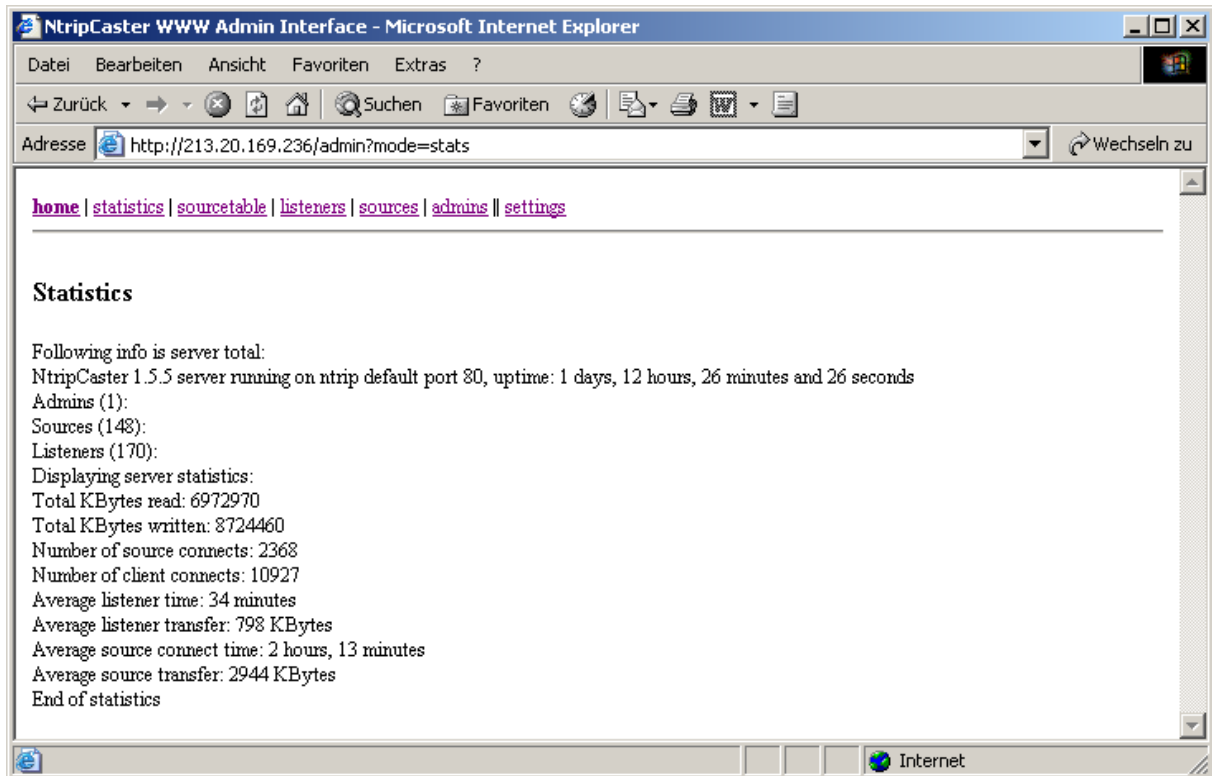 NtripCaster WWW Admin Interface - Microsoft Internet Explorer
Datei Bearbeiten Ansicht Favoriten Extras ?
Zurück Suchen Favoriten
Adresse http://213.20.169.236/admin?mode=stats Wechseln zu
home | statistics | sourcetable | listeners | sources | admins || settings
Statistics
Following info is server total:
NtripCaster 1.5.5 server running on ntrip default port 80, uptime: 1 days, 12 hours, 26 minutes and 26 seconds
Admins (1):
Sources (148):
Listeners (170):
Displaying server statistics:
Total KBytes read: 6972970
Total KBytes written: 8724460
Number of source connects: 2368
Number of client connects: 10927
Average listener time: 34 minutes
Average listener transfer: 798 KBytes
Average source connect time: 2 hours, 13 minutes
Average source transfer: 2944 KBytes
End of statistics
Internet